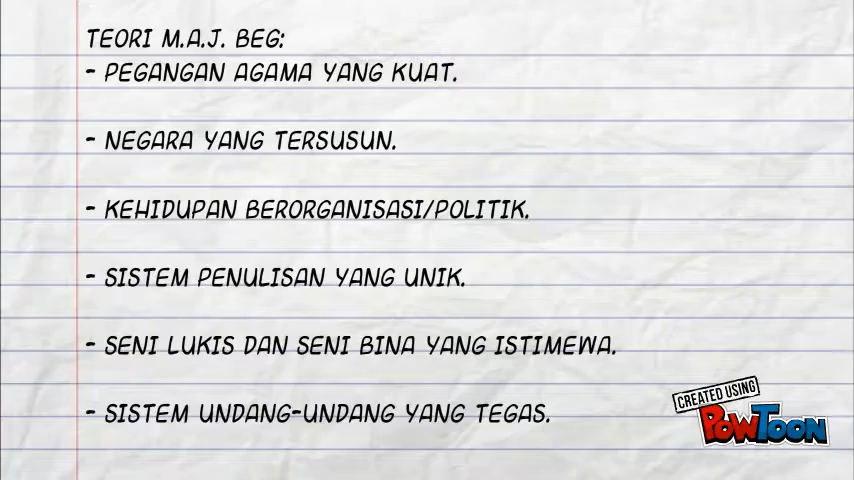 TEORI M.A.J. BEG:
- PEGANGAN AGAMA YANG KUAT.
- NEGARA YANG TERSUSUN.
- KEHIDUPAN BERORGANISASI/POLITIK.
- SISTEM PENULISAN YANG UNIK.
- SENI LUKIS DAN SENI BINA YANG ISTIMEWA.
- SISTEM UNDANG-UNDANG YANG TEGAS.
CREATED USING
POWTOON